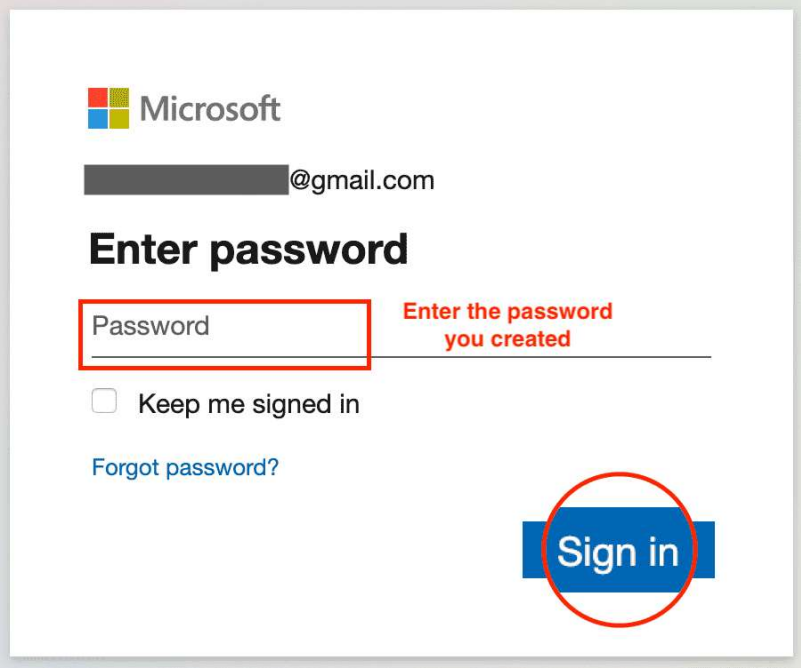 Microsoft
@gmail.com
Enter password
Password
Enter the password
you created
Keep me signed in
Forgot password?
Sign in